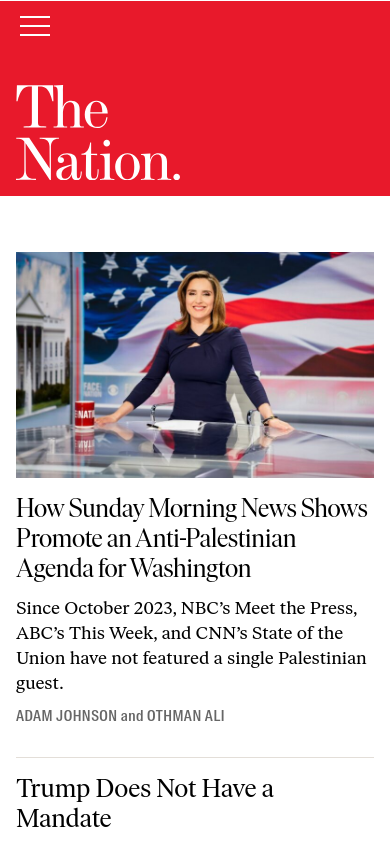 The
Nation.
How Sunday Morning News Shows
Promote an Anti-Palestinian
Agenda for Washington
Since October 2023, NBC’s Meet the Press,
ABC’s This Week, and CNN’s State of the
Union have not featured a single Palestinian
guest.
ADAM JOHNSON and OTHMAN ALI
Trump Does Not Have a
Mandate